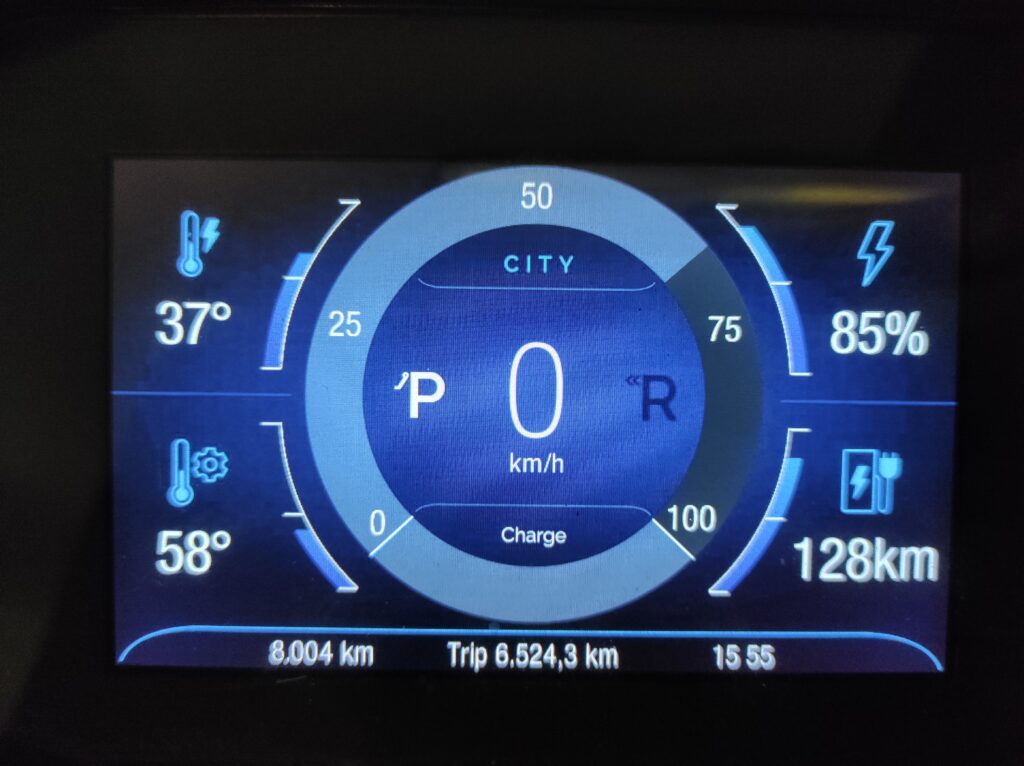 50
CITY
37°
25
75
85%
P
0
R
km/h
58°
0
Charge
100
128km
8.004 km
Trip 6.524,3 km
15 55